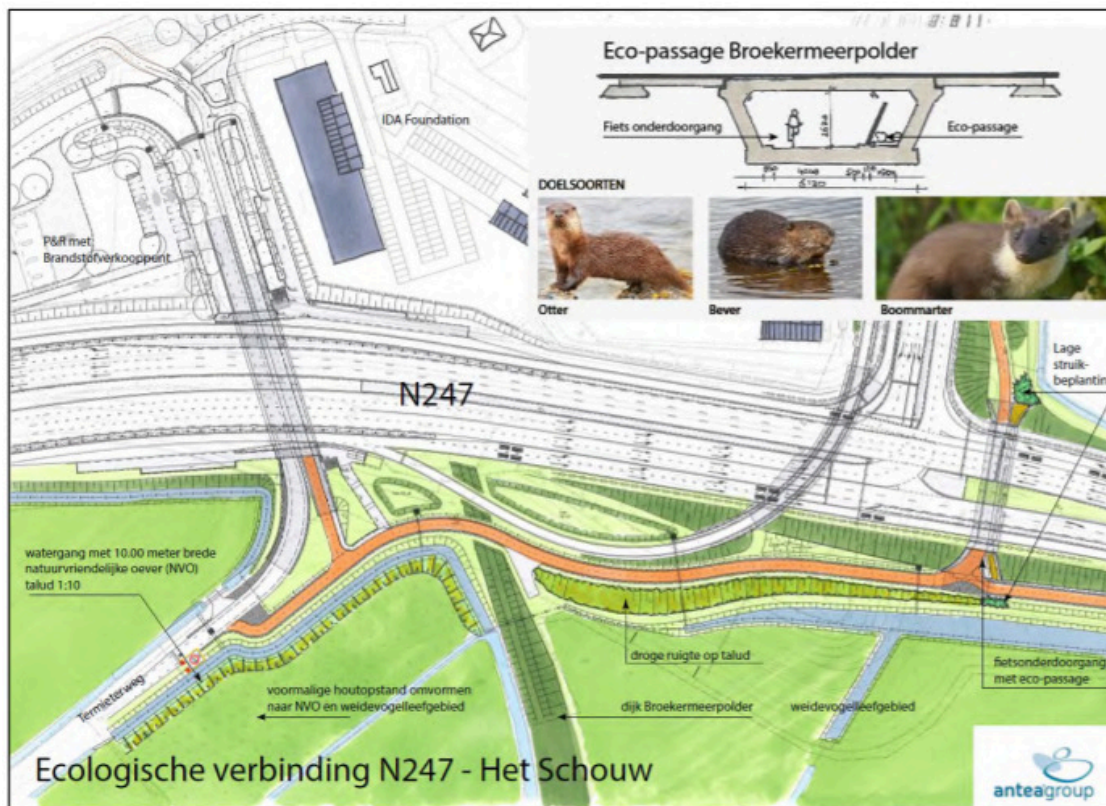 Eco-passage Broekermeerpolder
IDA Foundation
Fiets onderdoorgang
Eco-passage
DOELSOORTEN
P&R met
Brandstofverkooppunt
Otter
Bever
Boommarter
Lage
struik-
beplantin
N247
watergang met 10.00 meter brede
natuurvriendelijke oever (NVO)
talud 1:10
droge ruigte op talud
fietsonderdoorgang
met eco-passage
Termieterweg
voormalige houtopstand omvormen
naar NVO en weidevogelleefgebied
dijk Broekermeerpolder
weidevogelleefgebied
Ecologische verbinding N247 - Het Schouw
anteagroup